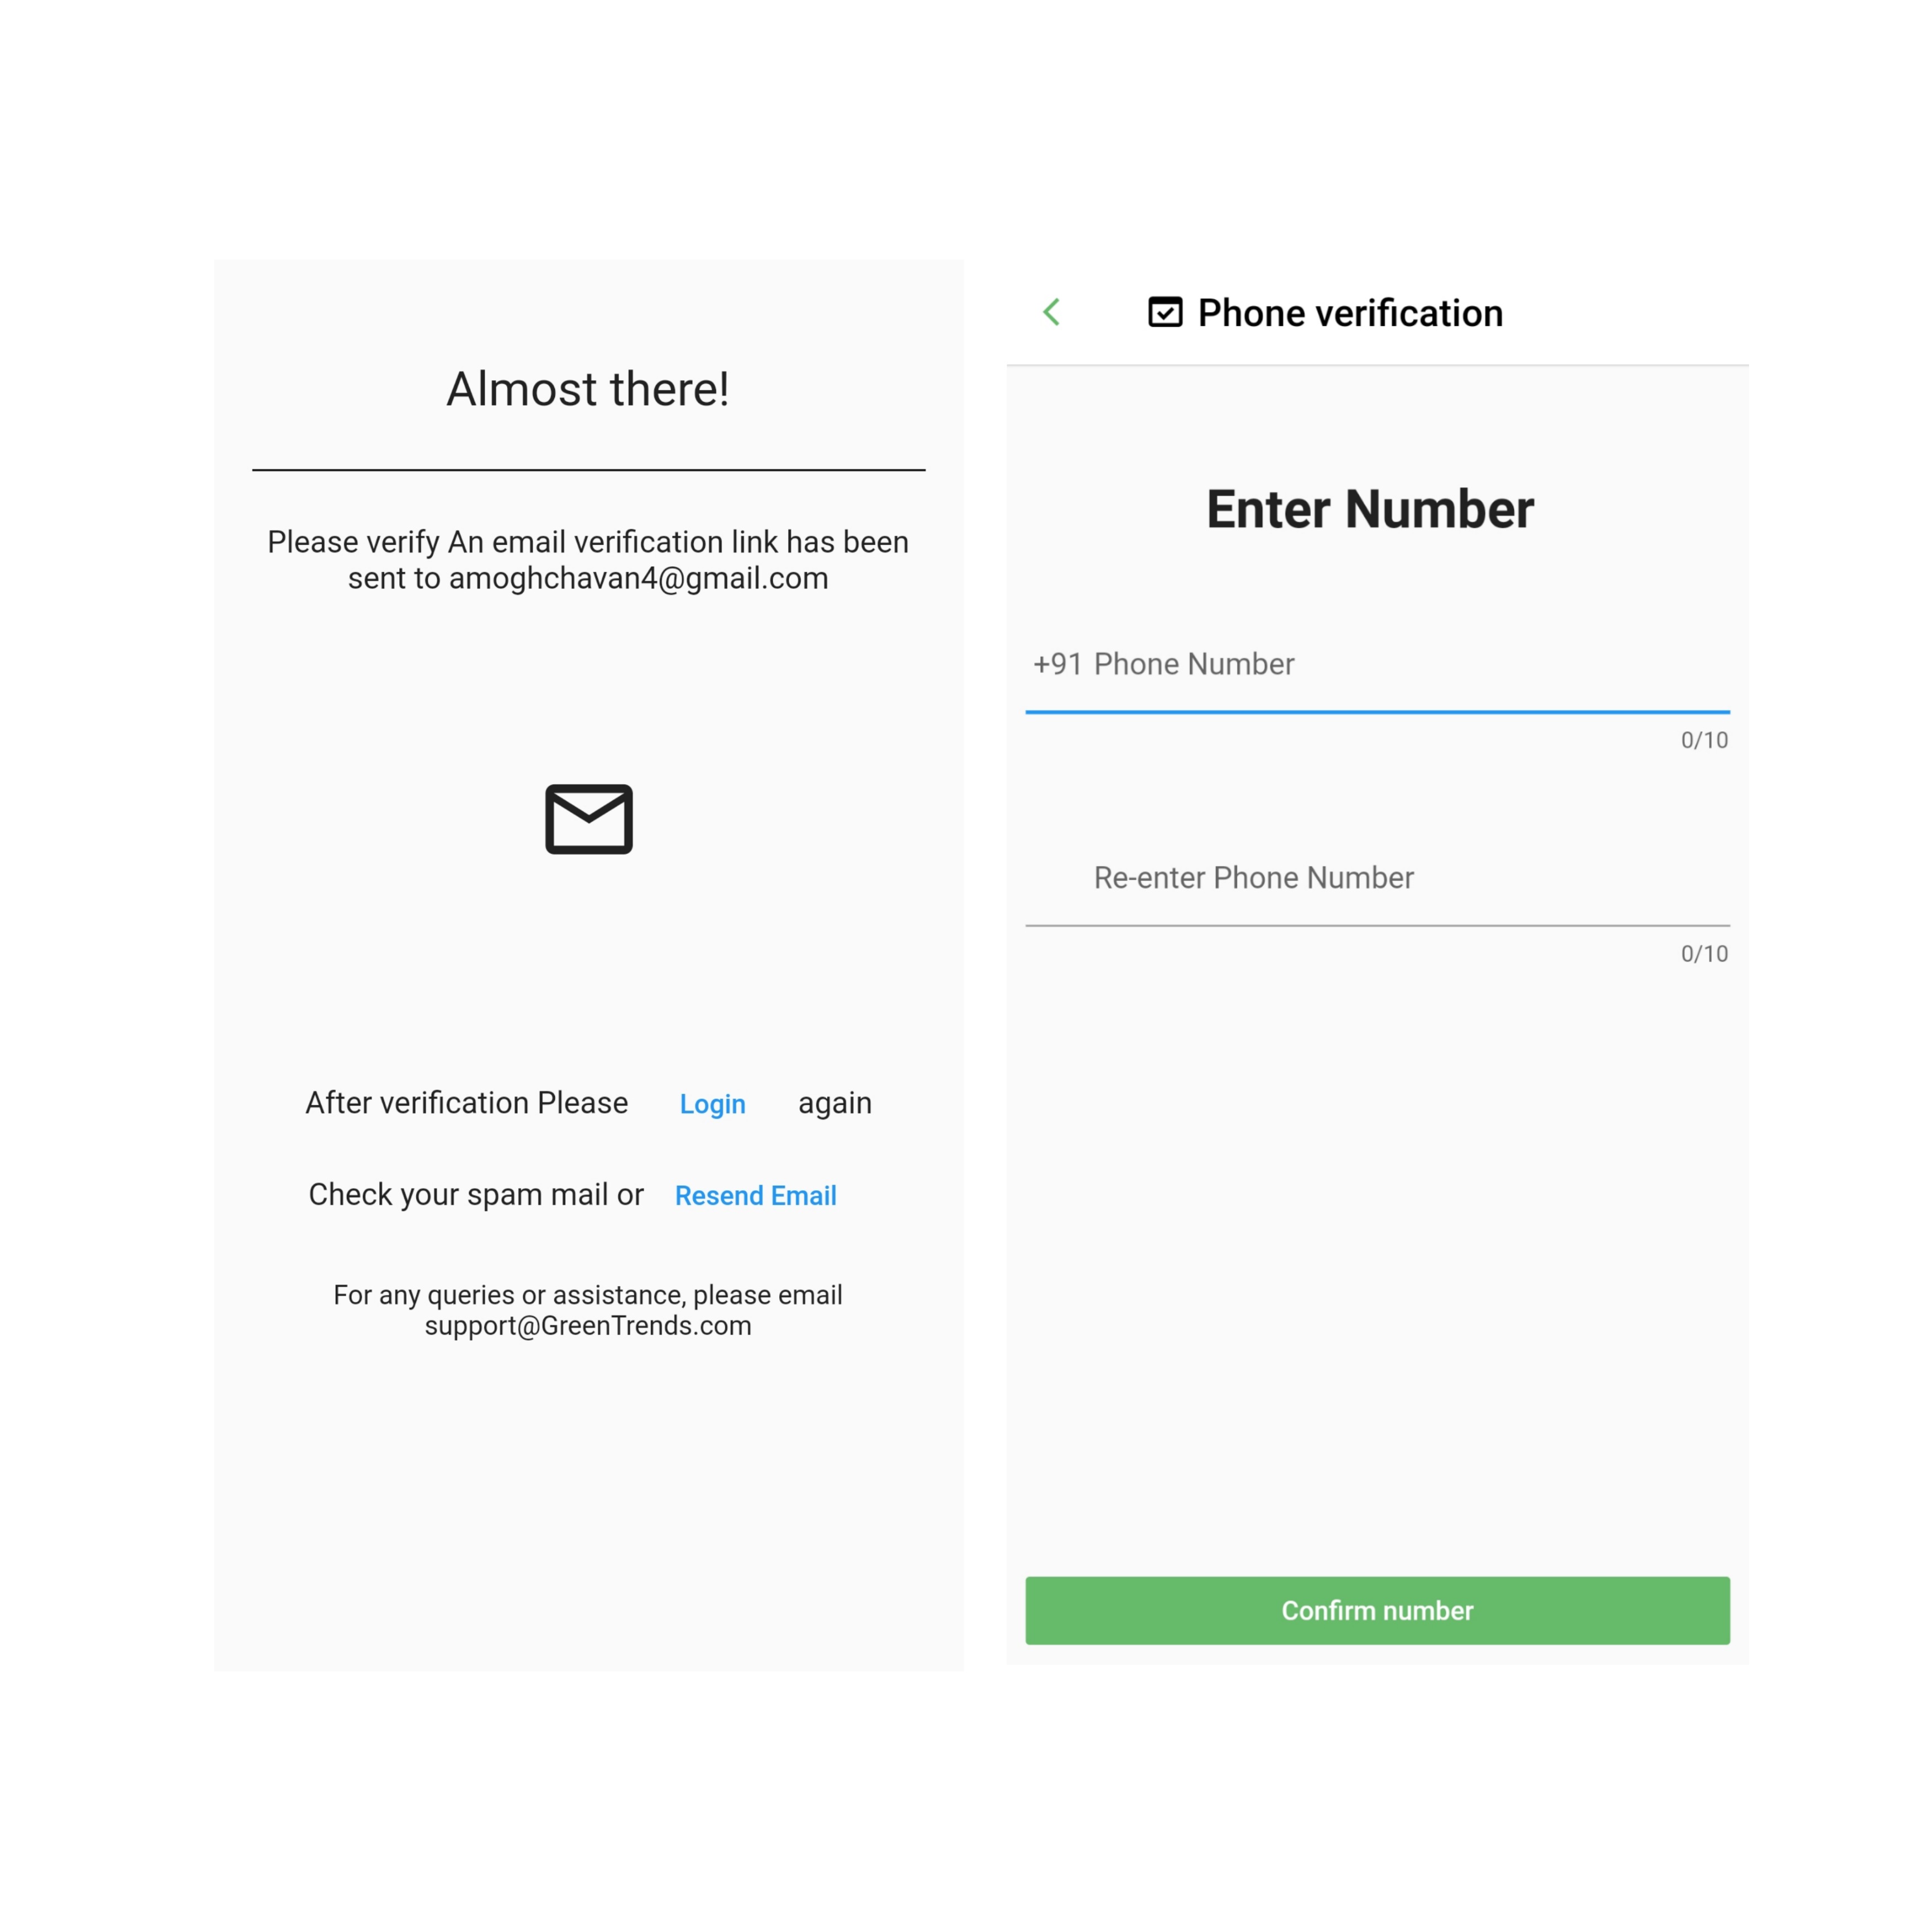 Almost there!
Please verify An email verification link has been
sent to amoghchavan4@gmail.com
After verification Please Login again
Check your spam mail or Resend Email
For any queries or assistance, please email
support@GreenTrends.com
Phone verification
Enter Number
+91 Phone Number
0/10
Re-enter Phone Number
0/10
Confirm number